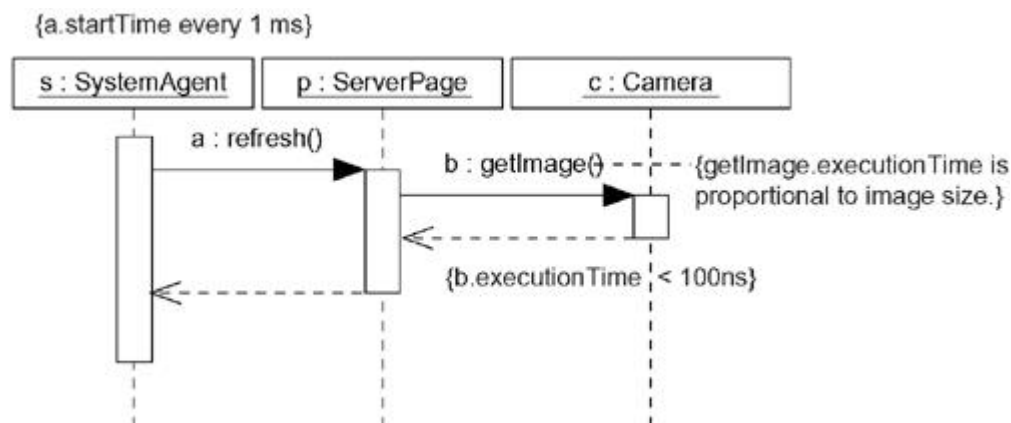 {a.startTime every 1 ms}
s : SystemAgent
p : ServerPage
c : Camera
a : refresh()
b : getImage()
{getImage.executionTime is
proportional to image size.}
{b.executionTime < 100ns}